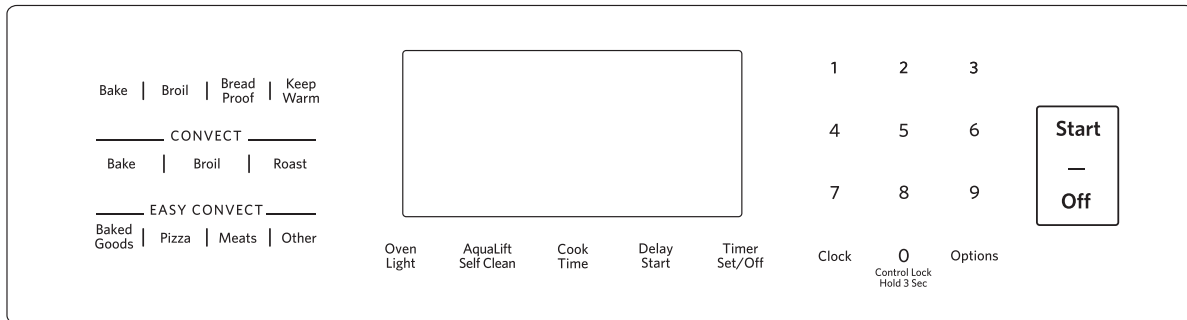 Bake | Broil | Bread Proof | Keep Warm
CONVECT
Bake | Broil | Roast
EASY CONVECT
Baked Goods | Pizza | Meats | Other
Oven Light
AquaLift Self Clean
Cook Time
Delay Start
Timer Set/Off
1 2 3
4 5 6
7 8 9
Clock 0 Options
Control Lock
Hold 3 Sec
Start
—
Off